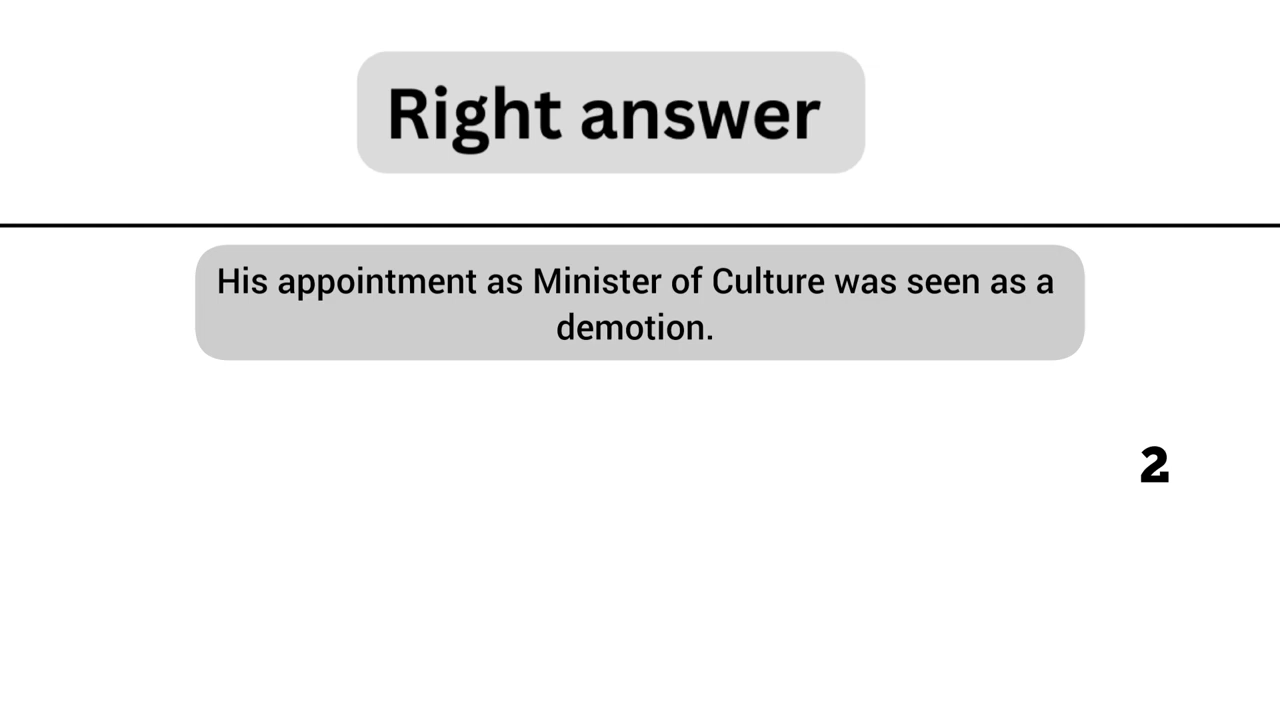 Right answer
His appointment as Minister of Culture was seen as a
demotion.
2